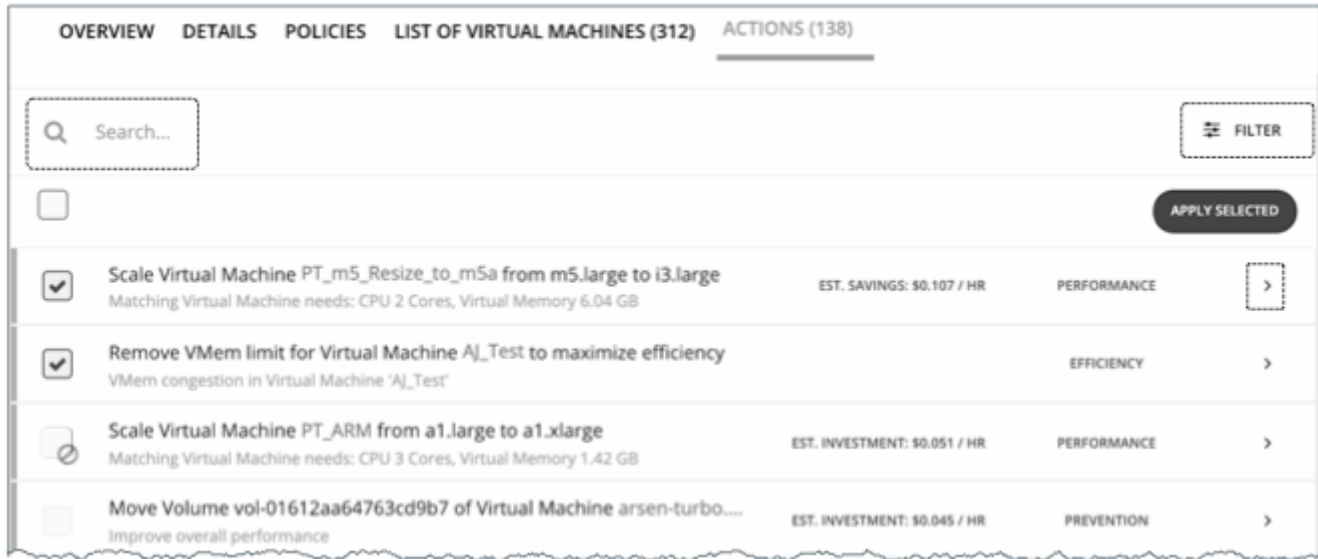 OVERVIEW DETAILS POLICIES LIST OF VIRTUAL MACHINES (312) ACTIONS (138)
Search... FILTER
APPLY SELECTED
Scale Virtual Machine PT_m5_Resize_to_m5a from m5.large to i3.large
Matching Virtual Machine needs: CPU 2 Cores, Virtual Memory 6.04 GB
EST. SAVINGS: $0.107 / HR PERFORMANCE
Remove VMem limit for Virtual Machine AJ_Test to maximize efficiency
VMem congestion in Virtual Machine 'AJ_Test'
EFFICIENCY
Scale Virtual Machine PT_ARM from a1.large to a1.xlarge
Matching Virtual Machine needs: CPU 3 Cores, Virtual Memory 1.42 GB
EST. INVESTMENT: $0.051 / HR PERFORMANCE
Move Volume vol-01612aa64763cd9b7 of Virtual Machine arsen-turbo....
Improve overall performance
EST. INVESTMENT: $0.045 / HR PREVENTION